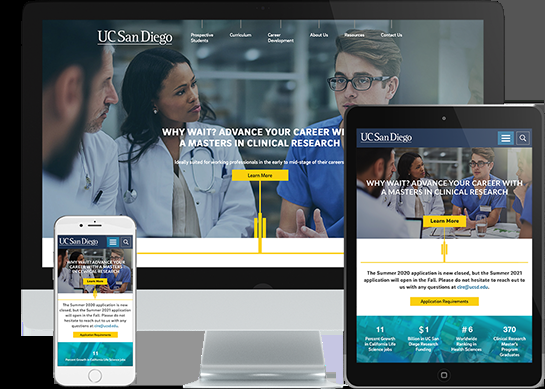 UC San Diego
Prospective
Students
Curriculum
Career
Development
About Us
Resources
Contact Us
WHY WAIT? ADVANCE YOUR CAREER WI
A MASTERS IN CLINICAL RESEARCH
Ideally suited for working professionals in the early to mid-stage of their careers
Learn More
UC San Diego
WHY WAIT? ADVANCE YOUR CAREER WITH
A MASTERS IN CLINICAL RESEARCH
Learn More
The Summer 2020 application is now closed, but the Summer 2021
application will open in the Fall. Please do not hesitate to reach out to
us with any questions at cire@ucsd.edu.
Application Requirements
11
Percent Growth
in California Life
Science Jobs
$1
Billion in UC San
Diego Research
Funding
#6
Worldwide
Ranking in
Health Sciences
370
Clinical Research
Master's
Program
Graduates
UC San Diego
WHY WAIT? ADVANCE YOUR
CAREER WITH A MASTERS
IN CLINICAL RESEARCH
Learn More
The Summer 2020 application is
now closed, but the Summer 2021
application will open in the Fall.
Please do not hesitate to reach
out to us with any
questions at cire@ucsd.edu.
Application Requirements
11
Percent Growth in California Life Science Jobs